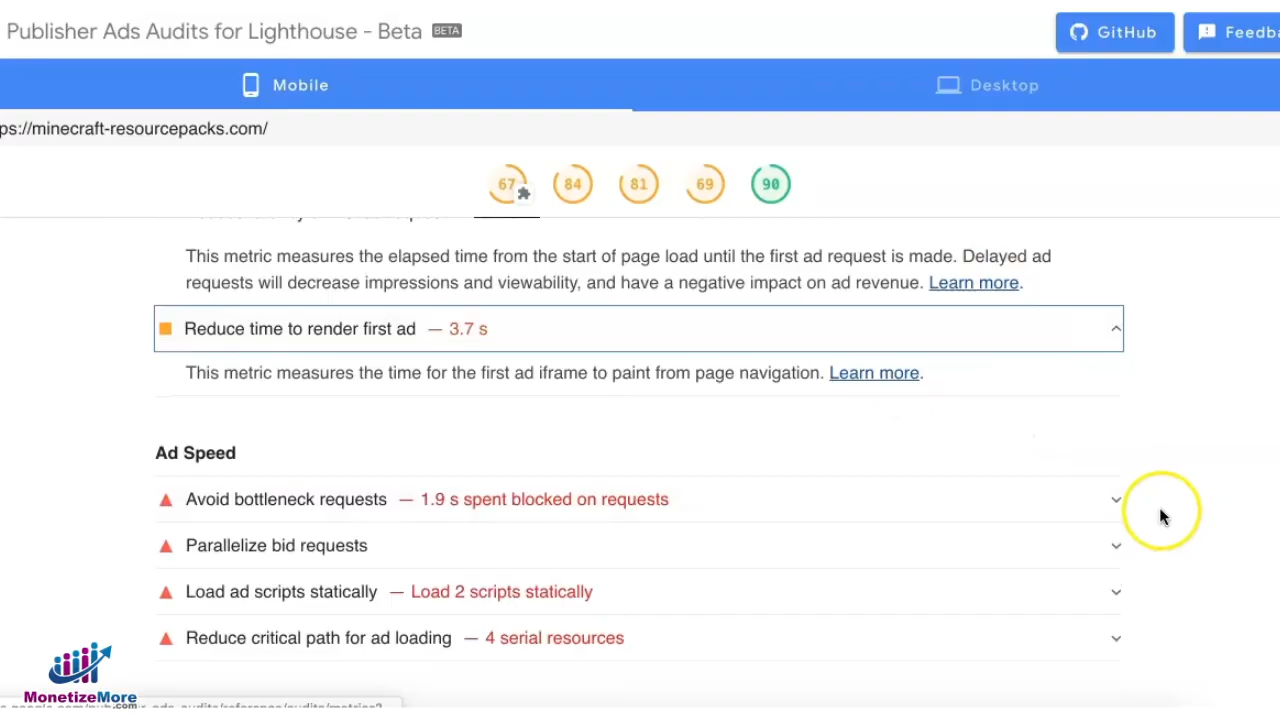 Publisher Ads Audits for Lighthouse - Beta BETA
GitHub
Feedba
Mobile
Desktop
ps://minecraft-resourcepacks.com/
67 84 81 69 90
This metric measures the elapsed time from the start of page load until the first ad request is made. Delayed ad
requests will decrease impressions and viewability, and have a negative impact on ad revenue. Learn more.
Reduce time to render first ad — 3.7 s
This metric measures the time for the first ad iframe to paint from page navigation. Learn more.
Ad Speed
Avoid bottleneck requests — 1.9 s spent blocked on requests
Parallelize bid requests
Load ad scripts statically — Load 2 scripts statically
Reduce critical path for ad loading — 4 serial resources
MonetizeMore
.com